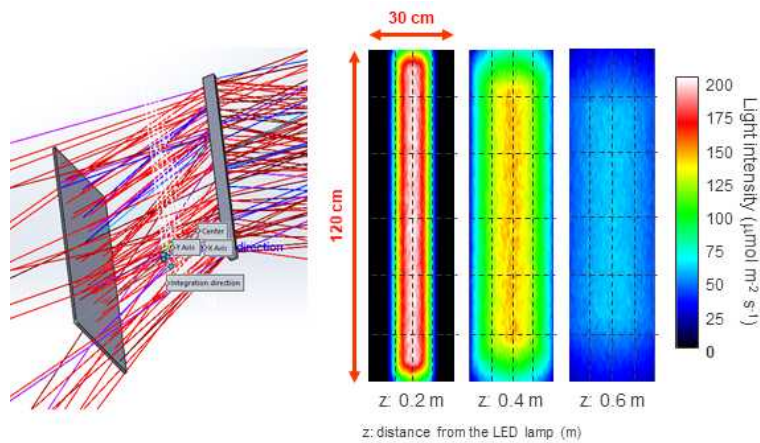 30 cm
120 cm
Center
Y Axis
X Axis
direction
Integration direction
200
175
150
125
100
75
50
25
0
Light intensity (μmol m-2 s-1)
z: 0.2 m
z: 0.4 m
z: 0.6 m
z: distance from the LED lamp (m)